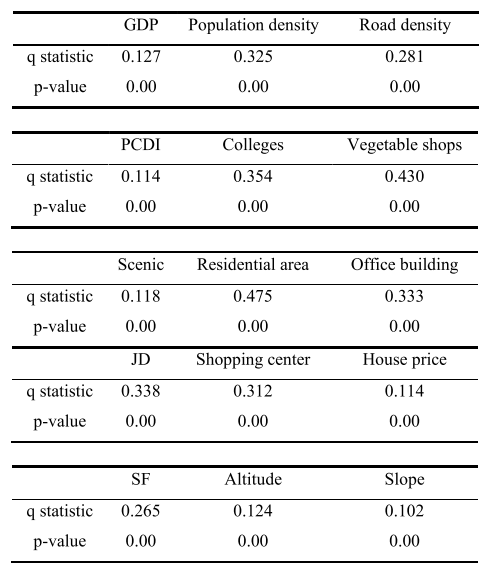 GDP Population density Road density
q statistic 0.127 0.325 0.281
p-value 0.00 0.00 0.00
PCDI Colleges Vegetable shops
q statistic 0.114 0.354 0.430
p-value 0.00 0.00 0.00
Scenic Residential area Office building
q statistic 0.118 0.475 0.333
p-value 0.00 0.00 0.00
JD Shopping center House price
q statistic 0.338 0.312 0.114
p-value 0.00 0.00 0.00
SF Altitude Slope
q statistic 0.265 0.124 0.102
p-value 0.00 0.00 0.00